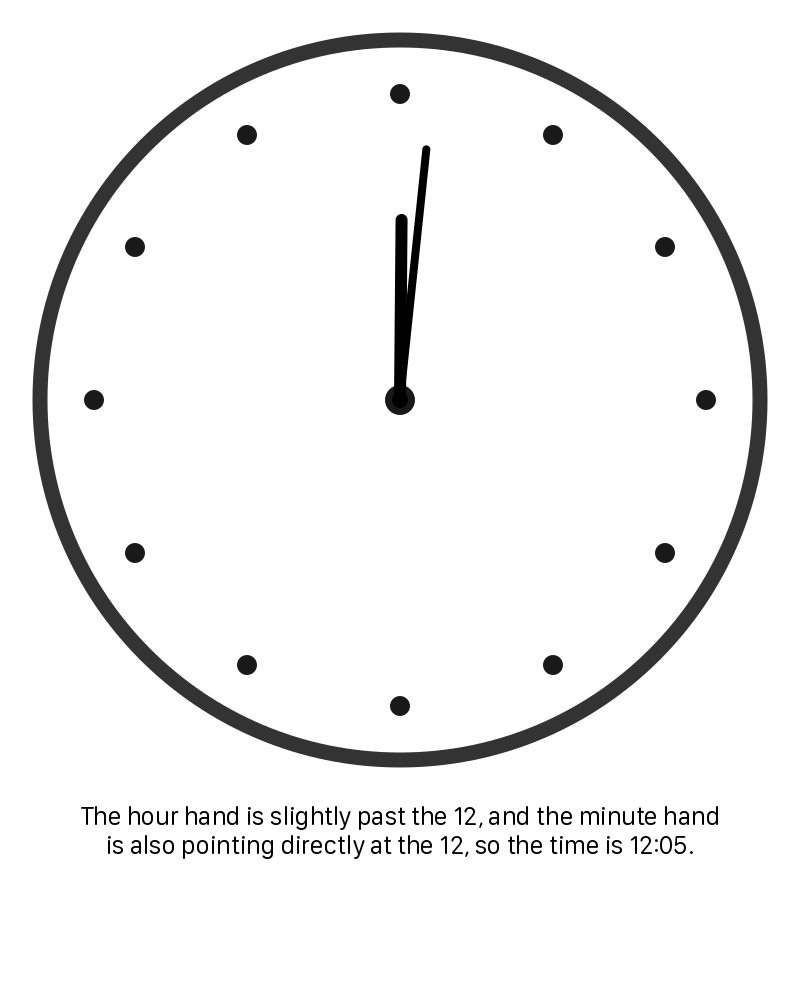 The hour hand is slightly past the 12, and the minute hand
is also pointing directly at the 12, so the time is 12:05.